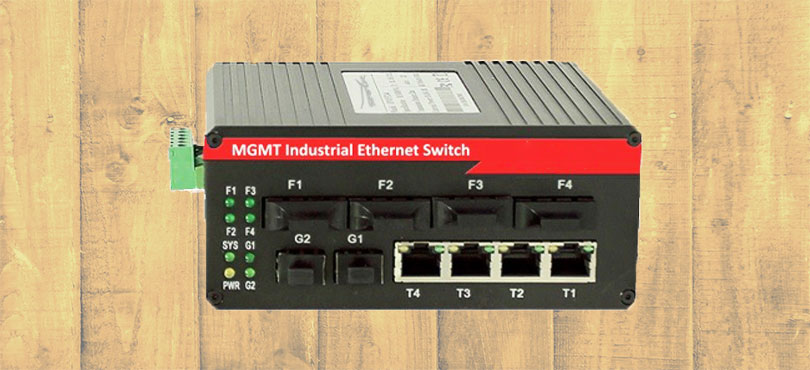 MGMT Industrial Ethernet Switch
F1 F2 F3 F4
F1 F3
F2 F4
SYS G1
PWR G2
G2 G1
T4 T3 T2 T1